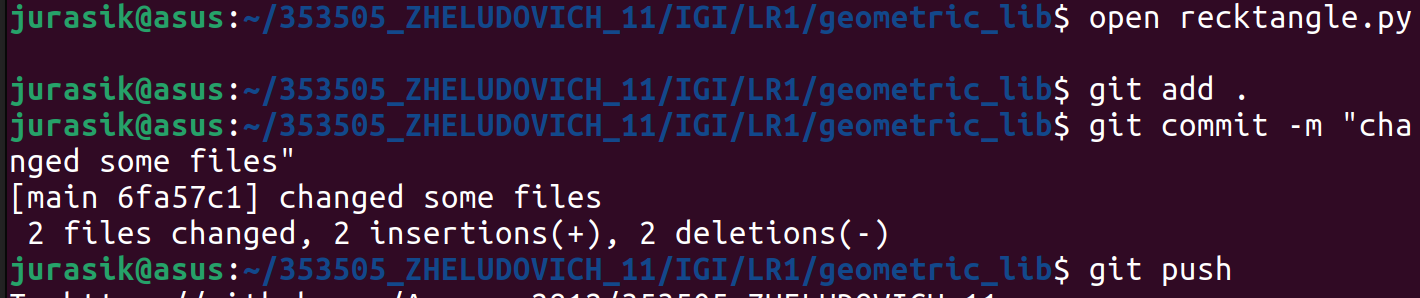 jurasik@asus:~/353505_ZHELUDOVICH_11/IGI/LR1/geometric_lib$ open recktangle.py
jurasik@asus:~/353505_ZHELUDOVICH_11/IGI/LR1/geometric_lib$ git add .
jurasik@asus:~/353505_ZHELUDOVICH_11/IGI/LR1/geometric_lib$ git commit -m "cha
nged some files"
[main 6fa57c1] changed some files
 2 files changed, 2 insertions(+), 2 deletions(-)
jurasik@asus:~/353505_ZHELUDOVICH_11/IGI/LR1/geometric_lib$ git push